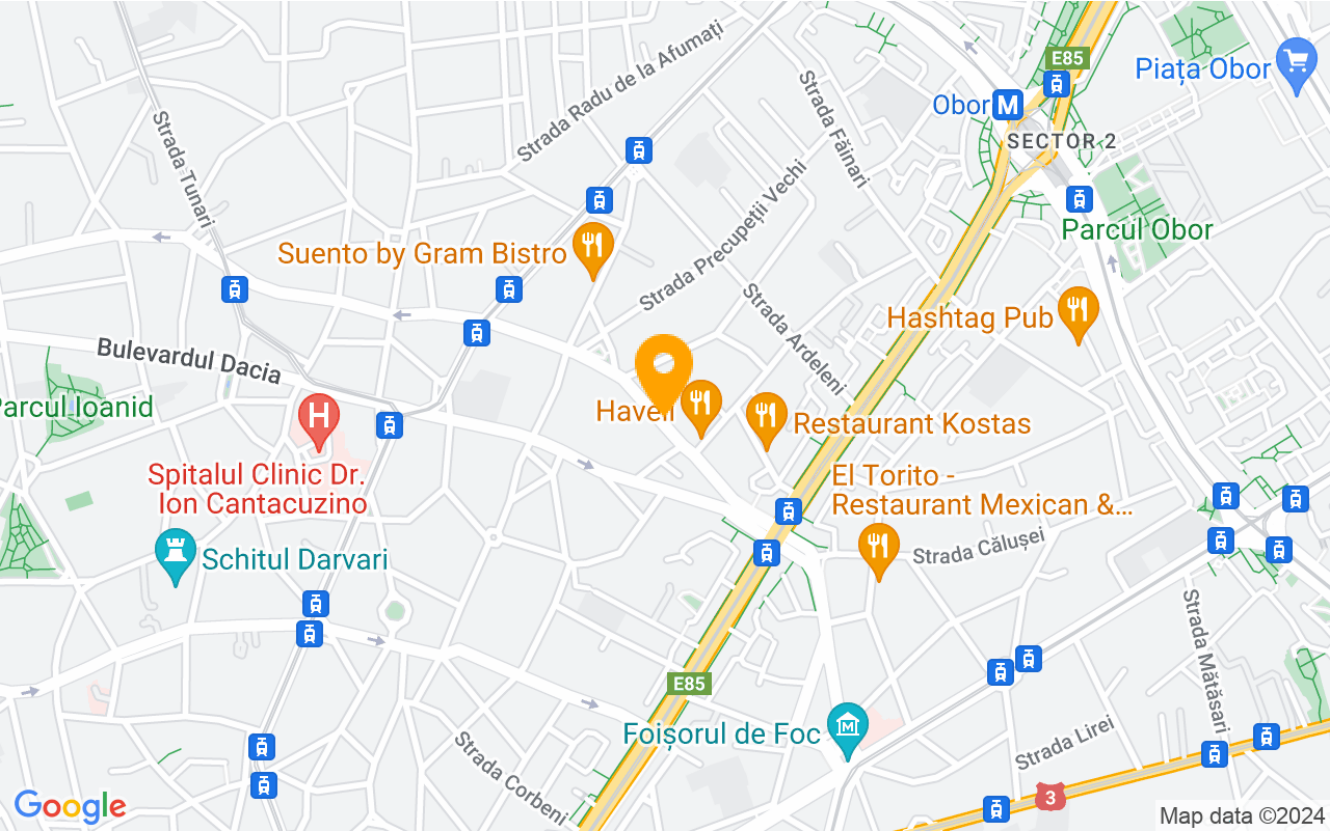 Strada Radu de la Afumați
E85
Piața Obor
Strada Făinari
Obor M
SECTOR 2
Strada Tunari
Strada Precupeții Vechi
Parcul Obor
Suento by Gram Bistro
Strada Ardeleni
Hashtag Pub
Bulevardul Dacia
Parcul Ioanid
H
Haveli
Restaurant Kostas
Spitalul Clinic Dr.
Ion Cantacuzino
El Torito -
Restaurant Mexican &...
Schitul Darvari
Strada Călușei
Strada Mătăsari
E85
Foișorul de Foc
M
Strada Lirei
Strada Corbeni
3
Google
Map data ©2024